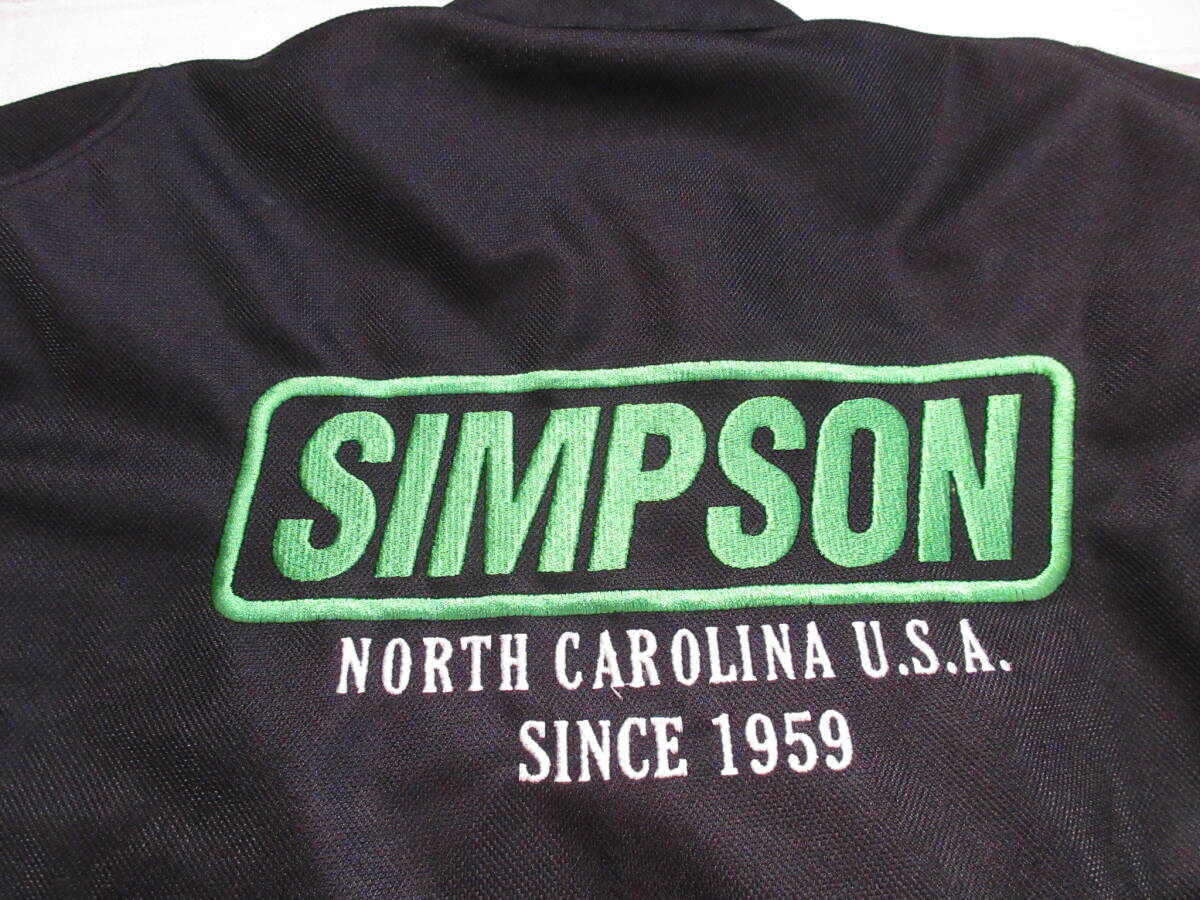 SIMPSON
NORTH CAROLINA U.S.A.
SINCE 1959